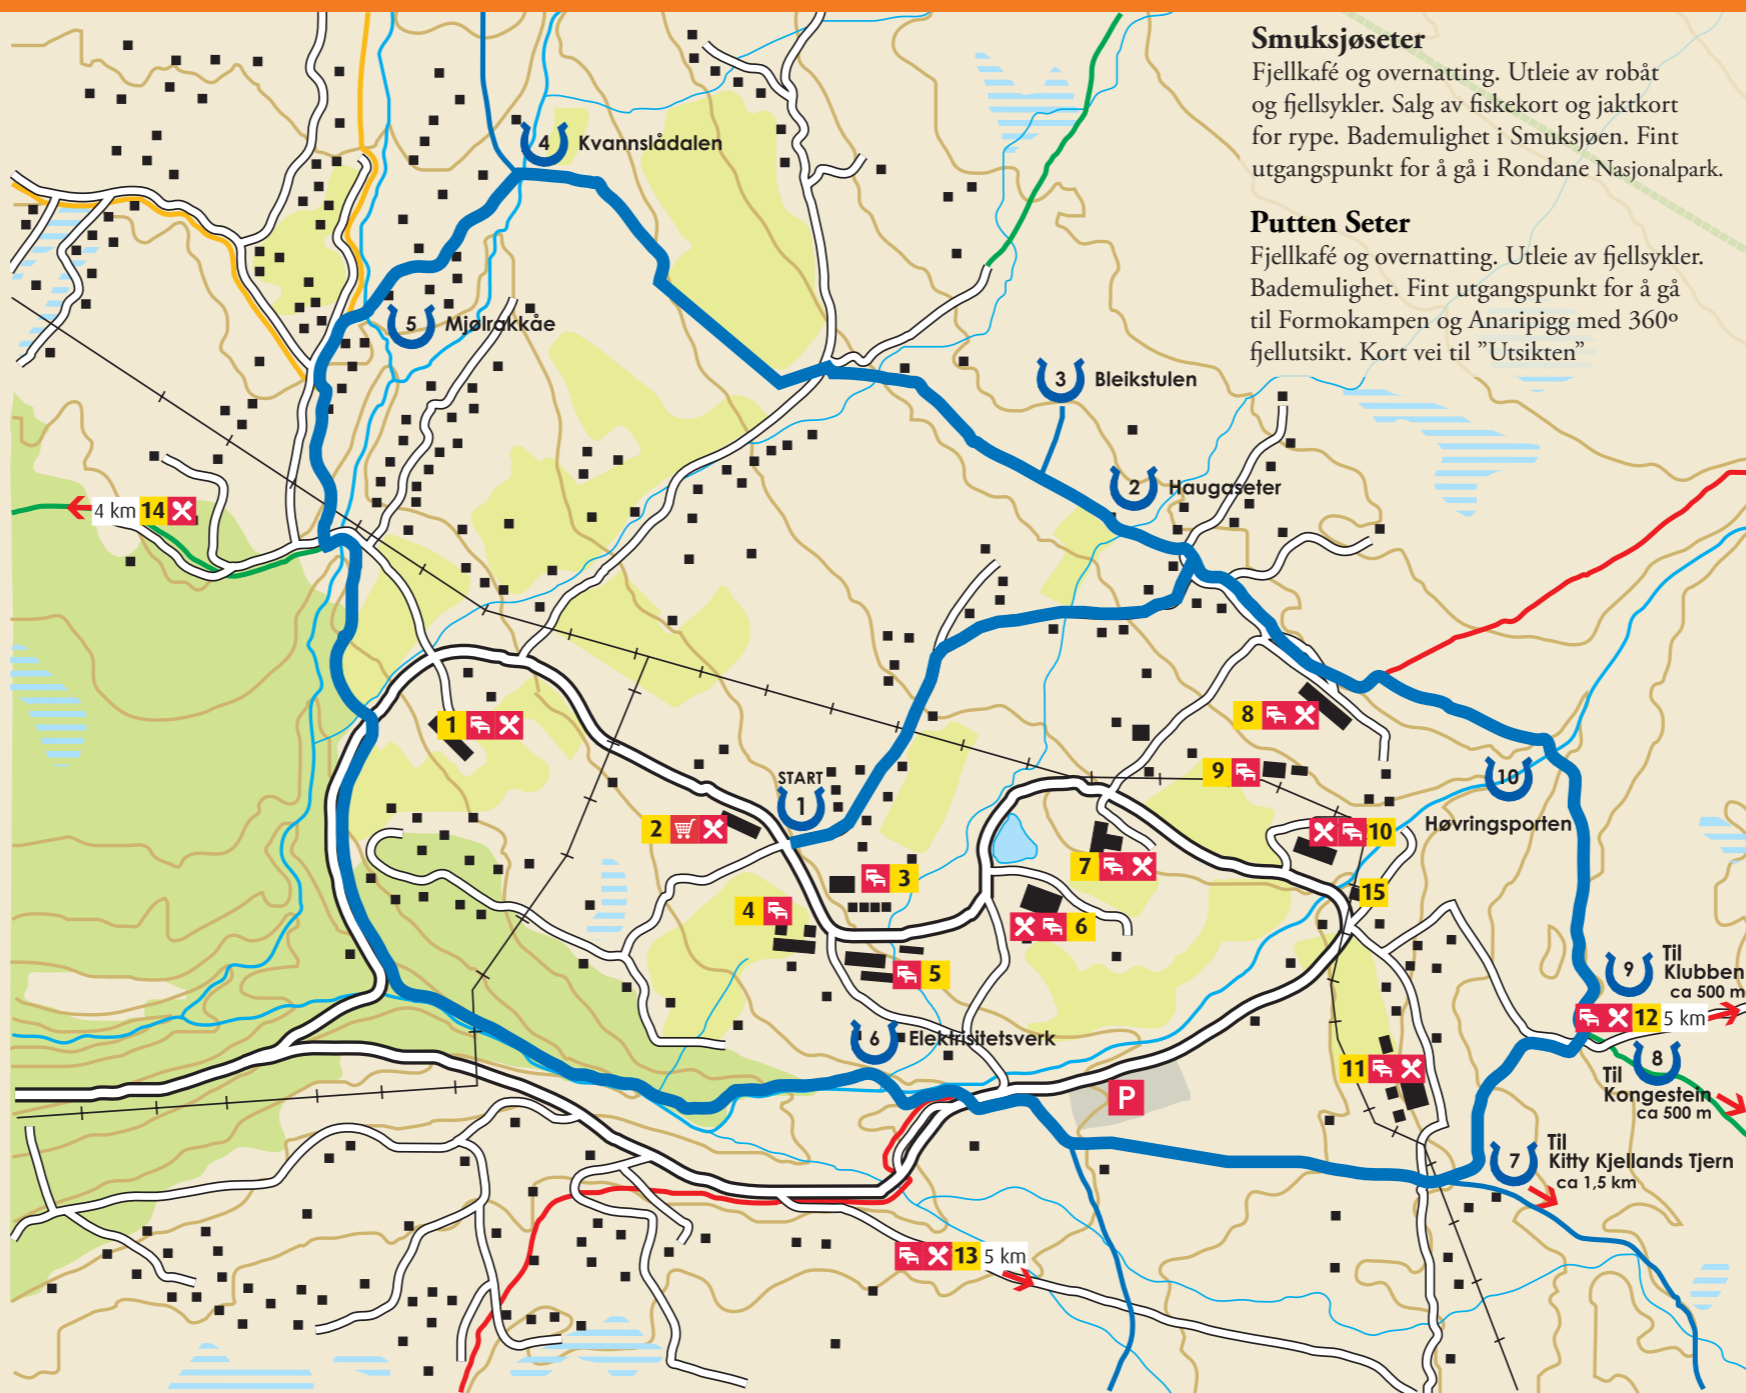 Smuksjøseter
Fjellkafé og overnatting. Utleie av robåt
og fjellsykler. Salg av fiskekort og jaktkort
for rype. Bademulighet i Smuksjøen. Fint
utgangspunkt for å gå i Rondane Nasjonalpark.
Putten Seter
Fjellkafé og overnatting. Utleie av fjellsykler.
Bademulighet. Fint utgangspunkt for å gå
til Formokampen og Anaripigg med 360º
fjellutsikt. Kort vei til ”Utsikten”
4 Kvannslådalen
5 Mjølrakkåe
3 Bleikstulen
2 Haugaseter
4 km 14
1
8
9
START
1
2
10
Høvringsporten
10
7
3
15
4
6
5
9
Til
Klubben
ca 500 m
12 5 km
6 Elektrisitetsverk
8
Til
Kongestein
ca 500 m
11
P
7
Til
Kitty Kjellands Tjern
ca 1,5 km
13 5 km